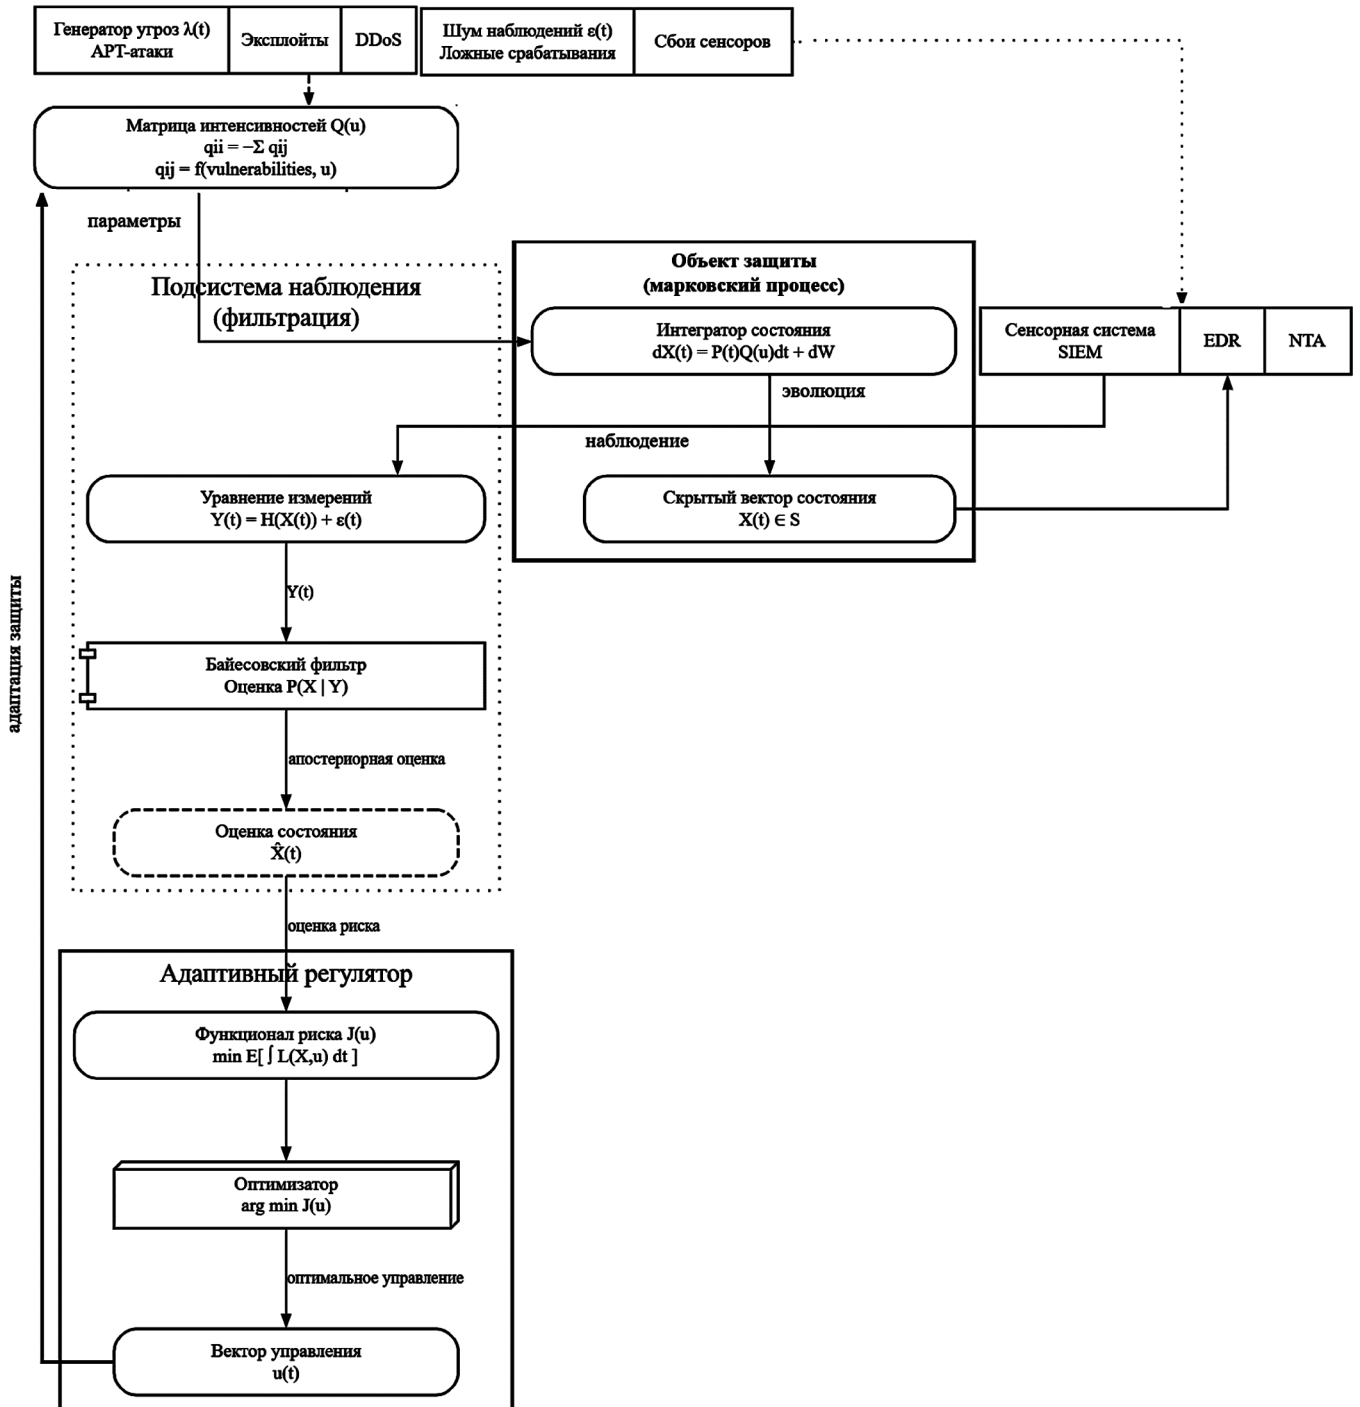 Генератор угроз λ(t)
АРТ-атаки
Эксплойты
DDoS
Шум наблюдений ε(t)
Ложные срабатывания
Сбои сенсоров
Матрица интенсивностей Q(u)
qii = −Σ qij
qij = f(vulnerabilities, u)
параметры
Подсистема наблюдения
(фильтрация)
Объект защиты
(марковский процесс)
Интегратор состояния
dX(t) = P(t)Q(u)dt + dW
эволюция
Сенсорная система
SIEM
EDR
NTA
наблюдение
Уравнение измерений
Y(t) = H(X(t)) + ε(t)
Скрытый вектор состояния
X(t) ∈ S
Y(t)
Байесовский фильтр
Оценка P(X | Y)
апостериорная оценка
Оценка состояния
X̂(t)
оценка риска
адаптация защиты
Адаптивный регулятор
Функционал риска J(u)
min E[ ∫ L(X,u) dt ]
Оптимизатор
arg min J(u)
оптимальное управление
Вектор управления
u(t)